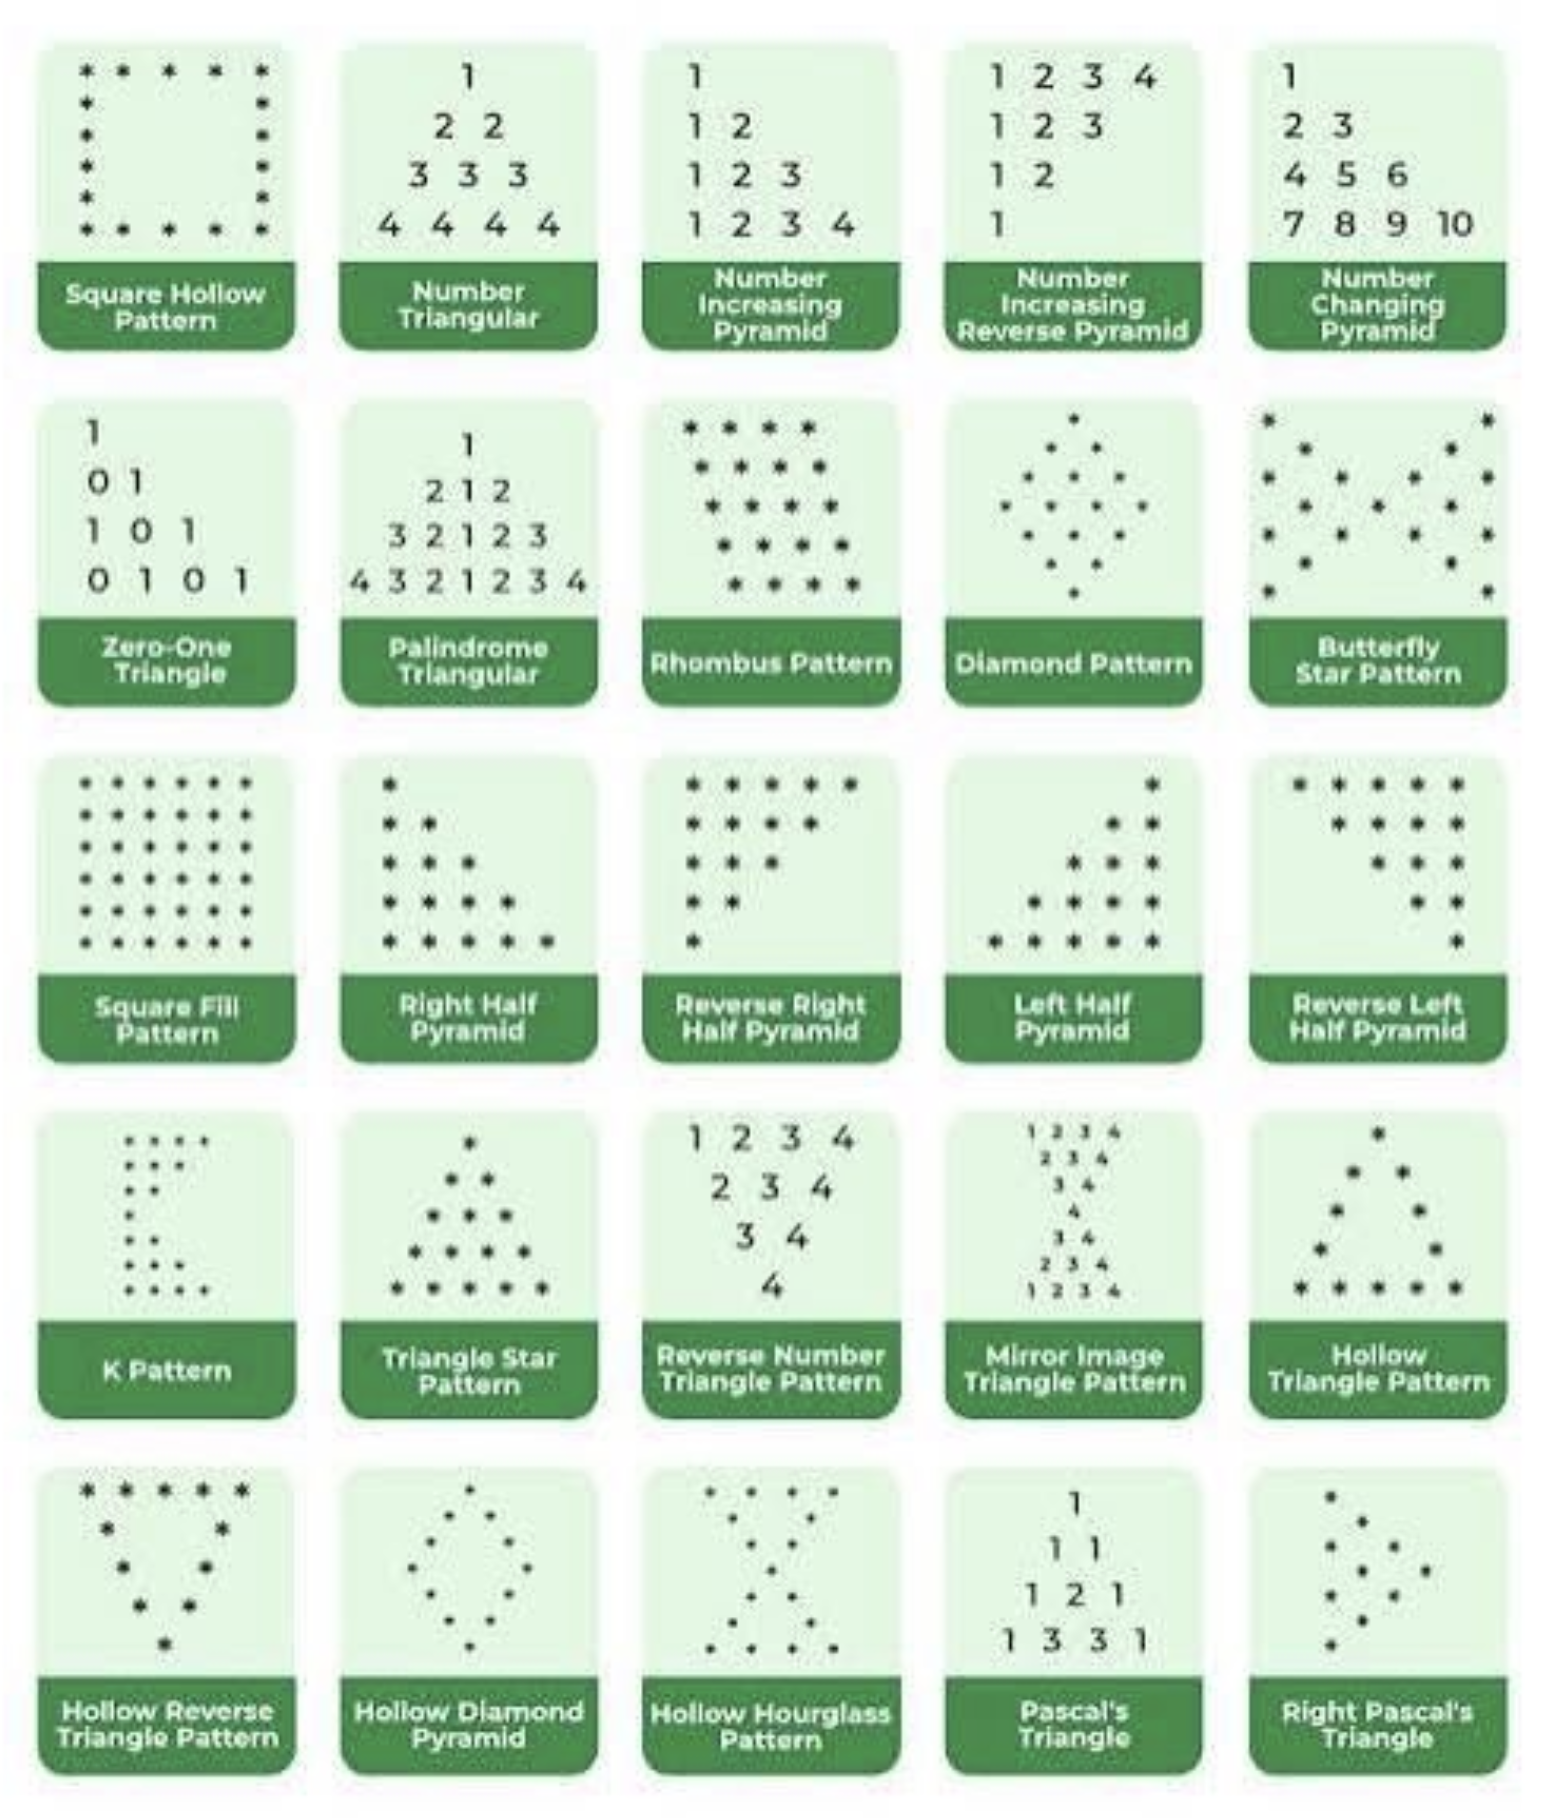 * * * * *
* *
* *
* *
* *
* * * * *
Square Hollow
Pattern
1
2 2
3 3 3
4 4 4 4
Number
Triangular
1
1 2
1 2 3
1 2 3 4
Number
Increasing
Pyramid
1 2 3 4
1 2 3
1 2
1
Number
Increasing
Reverse Pyramid
1
2 3
4 5 6
7 8 9 10
Number
Changing
Pyramid
1
0 1
1 0 1
0 1 0 1
Zero-One
Triangle
1
2 1 2
3 2 1 2 3
4 3 2 1 2 3 4
Palindrome
Triangular
* * * *
* * * *
* * * *
* * * *
* * * *
Rhombus Pattern
*
* *
* * *
* * * *
* * *
* *
*
Diamond Pattern
* *
* *
* * * *
* * *
* * * *
* *
* *
Butterfly
Star Pattern
* * * * * *
* * * * * *
* * * * * *
* * * * * *
* * * * * *
* * * * * *
Square Fill
Pattern
*
* *
* * *
* * * *
* * * * *
Right Half
Pyramid
* * * * *
* * * *
* * *
* *
*
Reverse Right
Half Pyramid
*
* *
* * *
* * * *
* * * * *
Left Half
Pyramid
* * * * *
* * * *
* * *
* *
*
Reverse Left
Half Pyramid
* * * *
* * *
* *
*
* *
* * *
* * * *
K Pattern
*
* *
* * *
* * * *
* * * * *
Triangle Star
Pattern
1 2 3 4
2 3 4
3 4
4
Reverse Number
Triangle Pattern
1 2 3 4
2 3 4
3 4
4
3 4
2 3 4
1 2 3 4
Mirror Image
Triangle Pattern
*
* *
* *
* *
* * * * *
Hollow
Triangle Pattern
* * * * *
* *
* *
* *
*
Hollow Reverse
Triangle Pattern
*
* *
* *
* *
* *
* *
*
Hollow Diamond
Pyramid
* * * *
* *
* *
*
* *
* *
* * * *
Hollow Hourglass
Pattern
1
1 1
1 2 1
1 3 3 1
Pascal's
Triangle
*
*
* *
* *
* *
*
*
Right Pascal's
Triangle